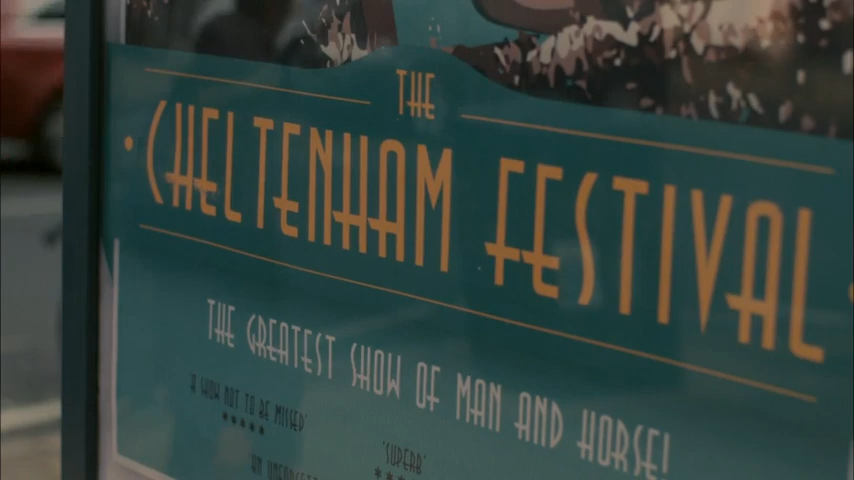 THE
CHELTENHAM FESTIVAL
THE GREATEST SHOW OF MAN AND HORSE!
'A SHOW NOT TO BE MISSED'
★★★★★
'SUPERB'